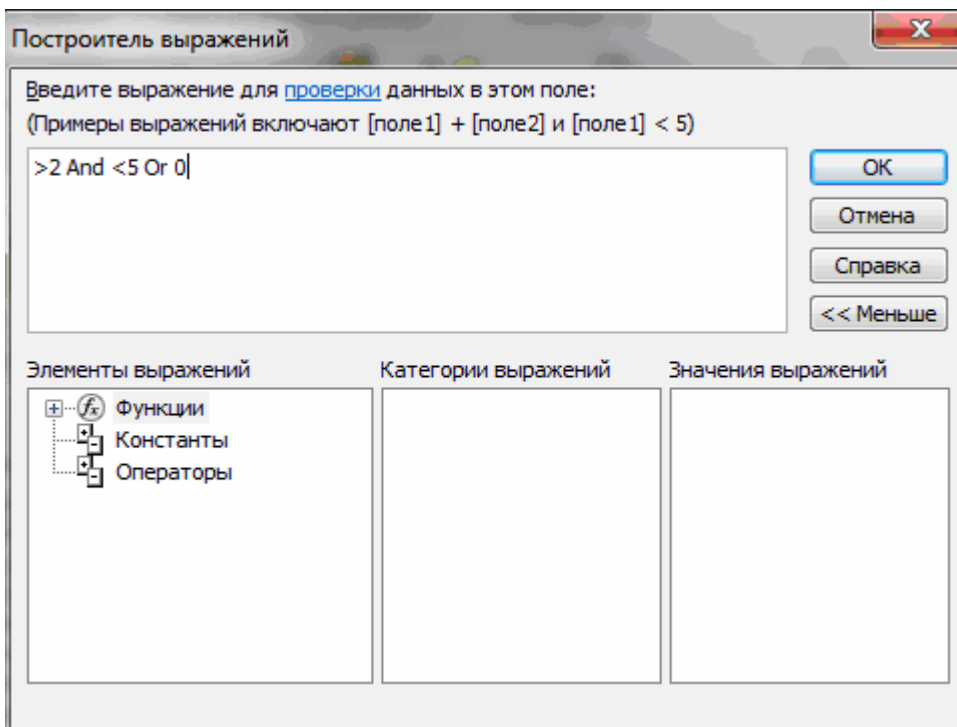 Построитель выражений
Введите выражение для проверки данных в этом поле:
(Примеры выражений включают [поле1] + [поле2] и [поле1] < 5)
>2 And <5 Or 0
OK
Отмена
Справка
<< Меньше
Элементы выражений
Категории выражений
Значения выражений
Функции
Константы
Операторы